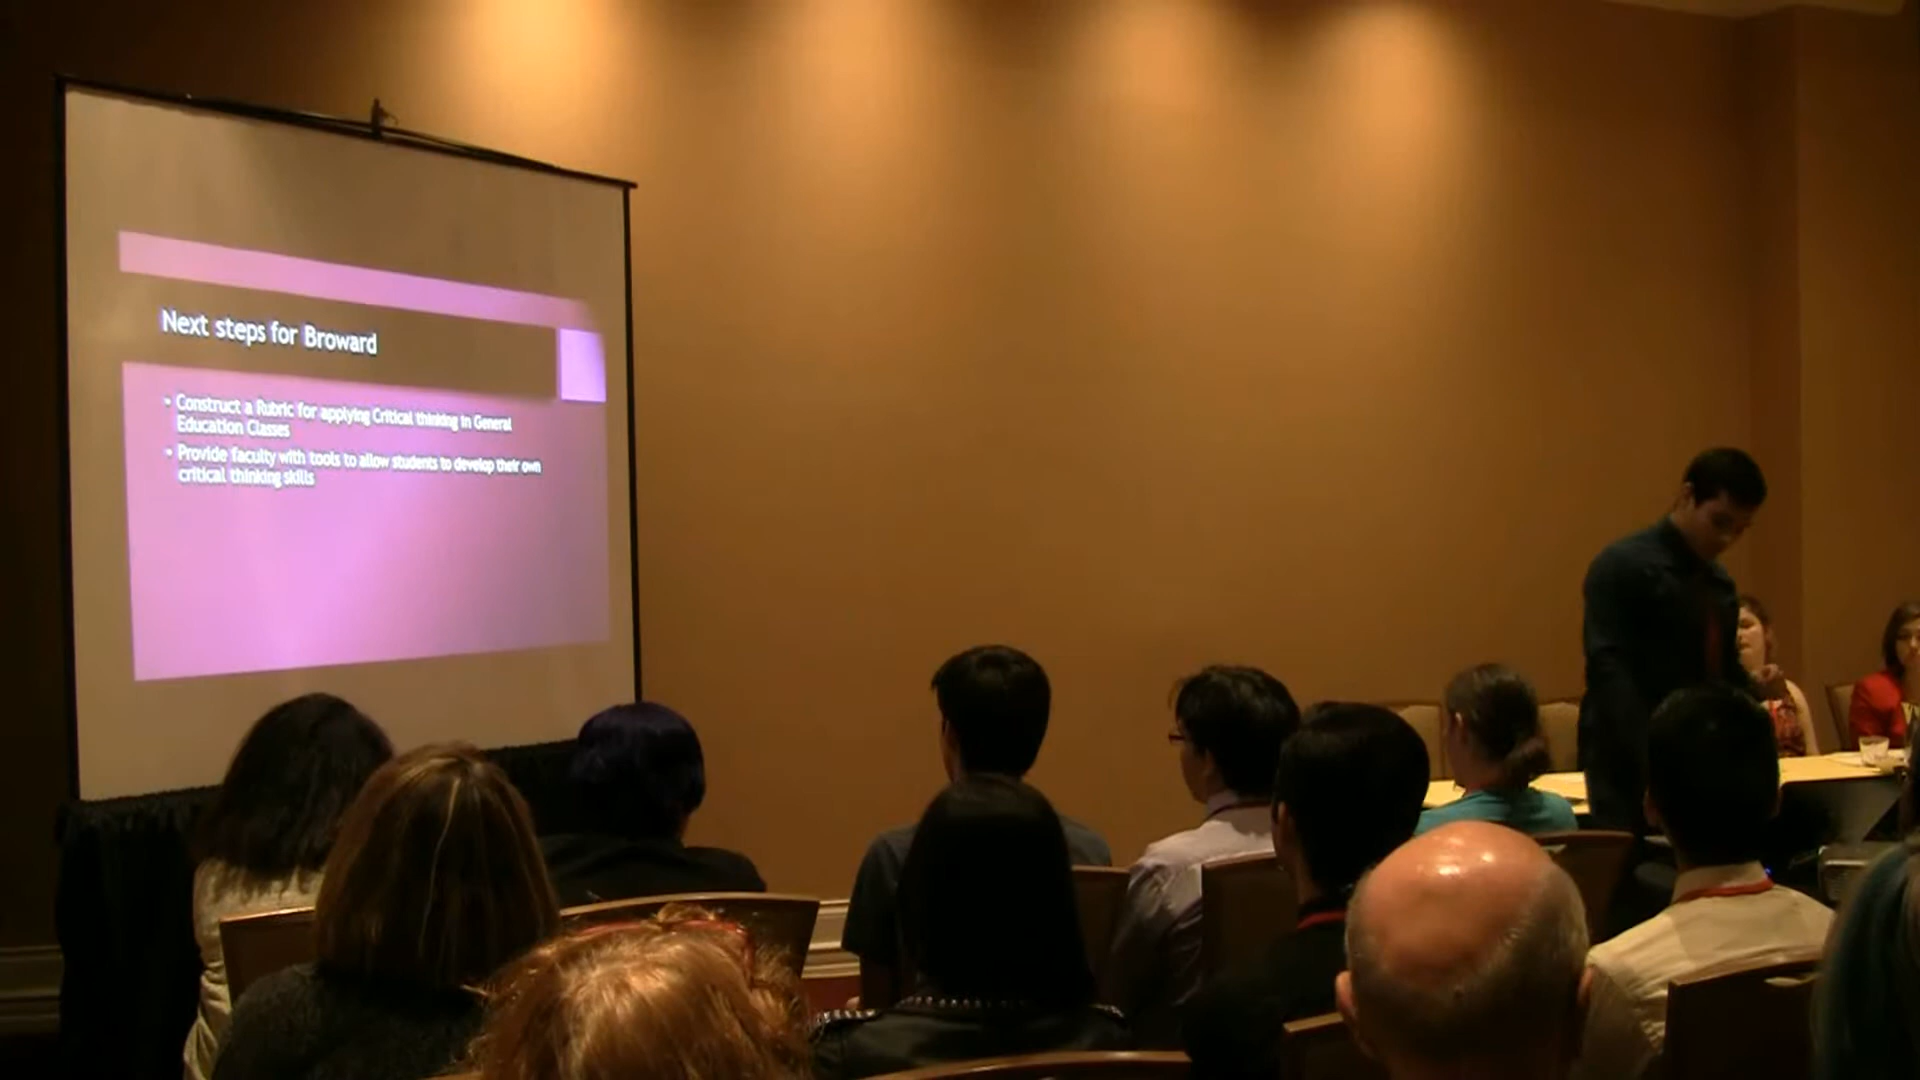 Next steps for Broward
• Construct a Rubric for applying Critical thinking in General
Education Classes
• Provide faculty with tools to allow students to develop their own
critical thinking skills